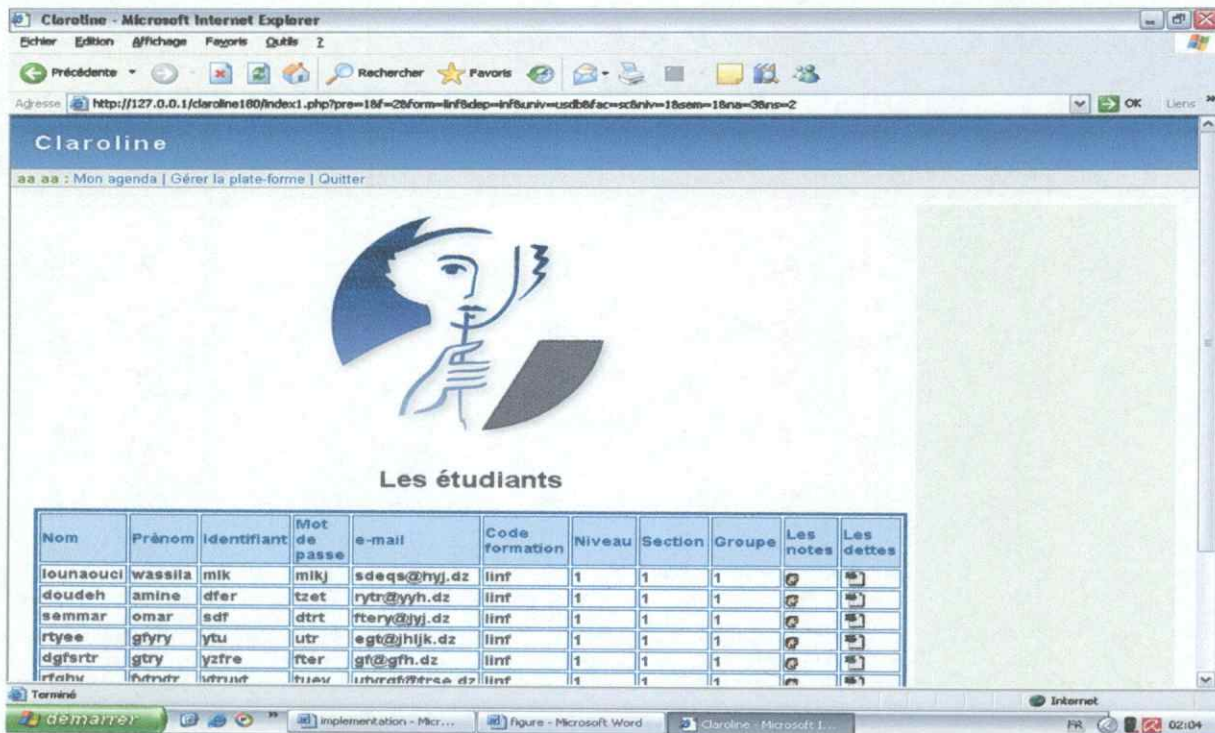 Claroline - Microsoft Internet Explorer
Fichier Edition Affichage Favoris Outils ?
Précédente Rechercher Favoris
Adresse http://127.0.0.1/claroline180/index1.php?pre=1&f=2&form=linf&dep=inf&univ=usdb&fac=sc&niv=1&sem=1&na=3&ns=2 OK Liens
Claroline
aa aa : Mon agenda | Gérer la plate-forme | Quitter
Les étudiants
Nom Prènom Identifiant Mot de passe e-mail Code formation Niveau Section Groupe Les notes Les dettes
lounaouci wassila mlk mlkj sdeqs@hyj.dz linf 1 1 1
doudeh amine dfer tzet rytr@yyh.dz linf 1 1 1
semmar omar sdf dtrt ftery@jyj.dz linf 1 1 1
rtyee gfyry ytu utr egt@jhljk.dz linf 1 1 1
dgfsrtr gtry yzfre fter gf@gfh.dz linf 1 1 1
linf 1 1 1
Terminé Internet
démarrer implementation - Micr... figure - Microsoft Word Claroline - Microsoft I... FR 02:04